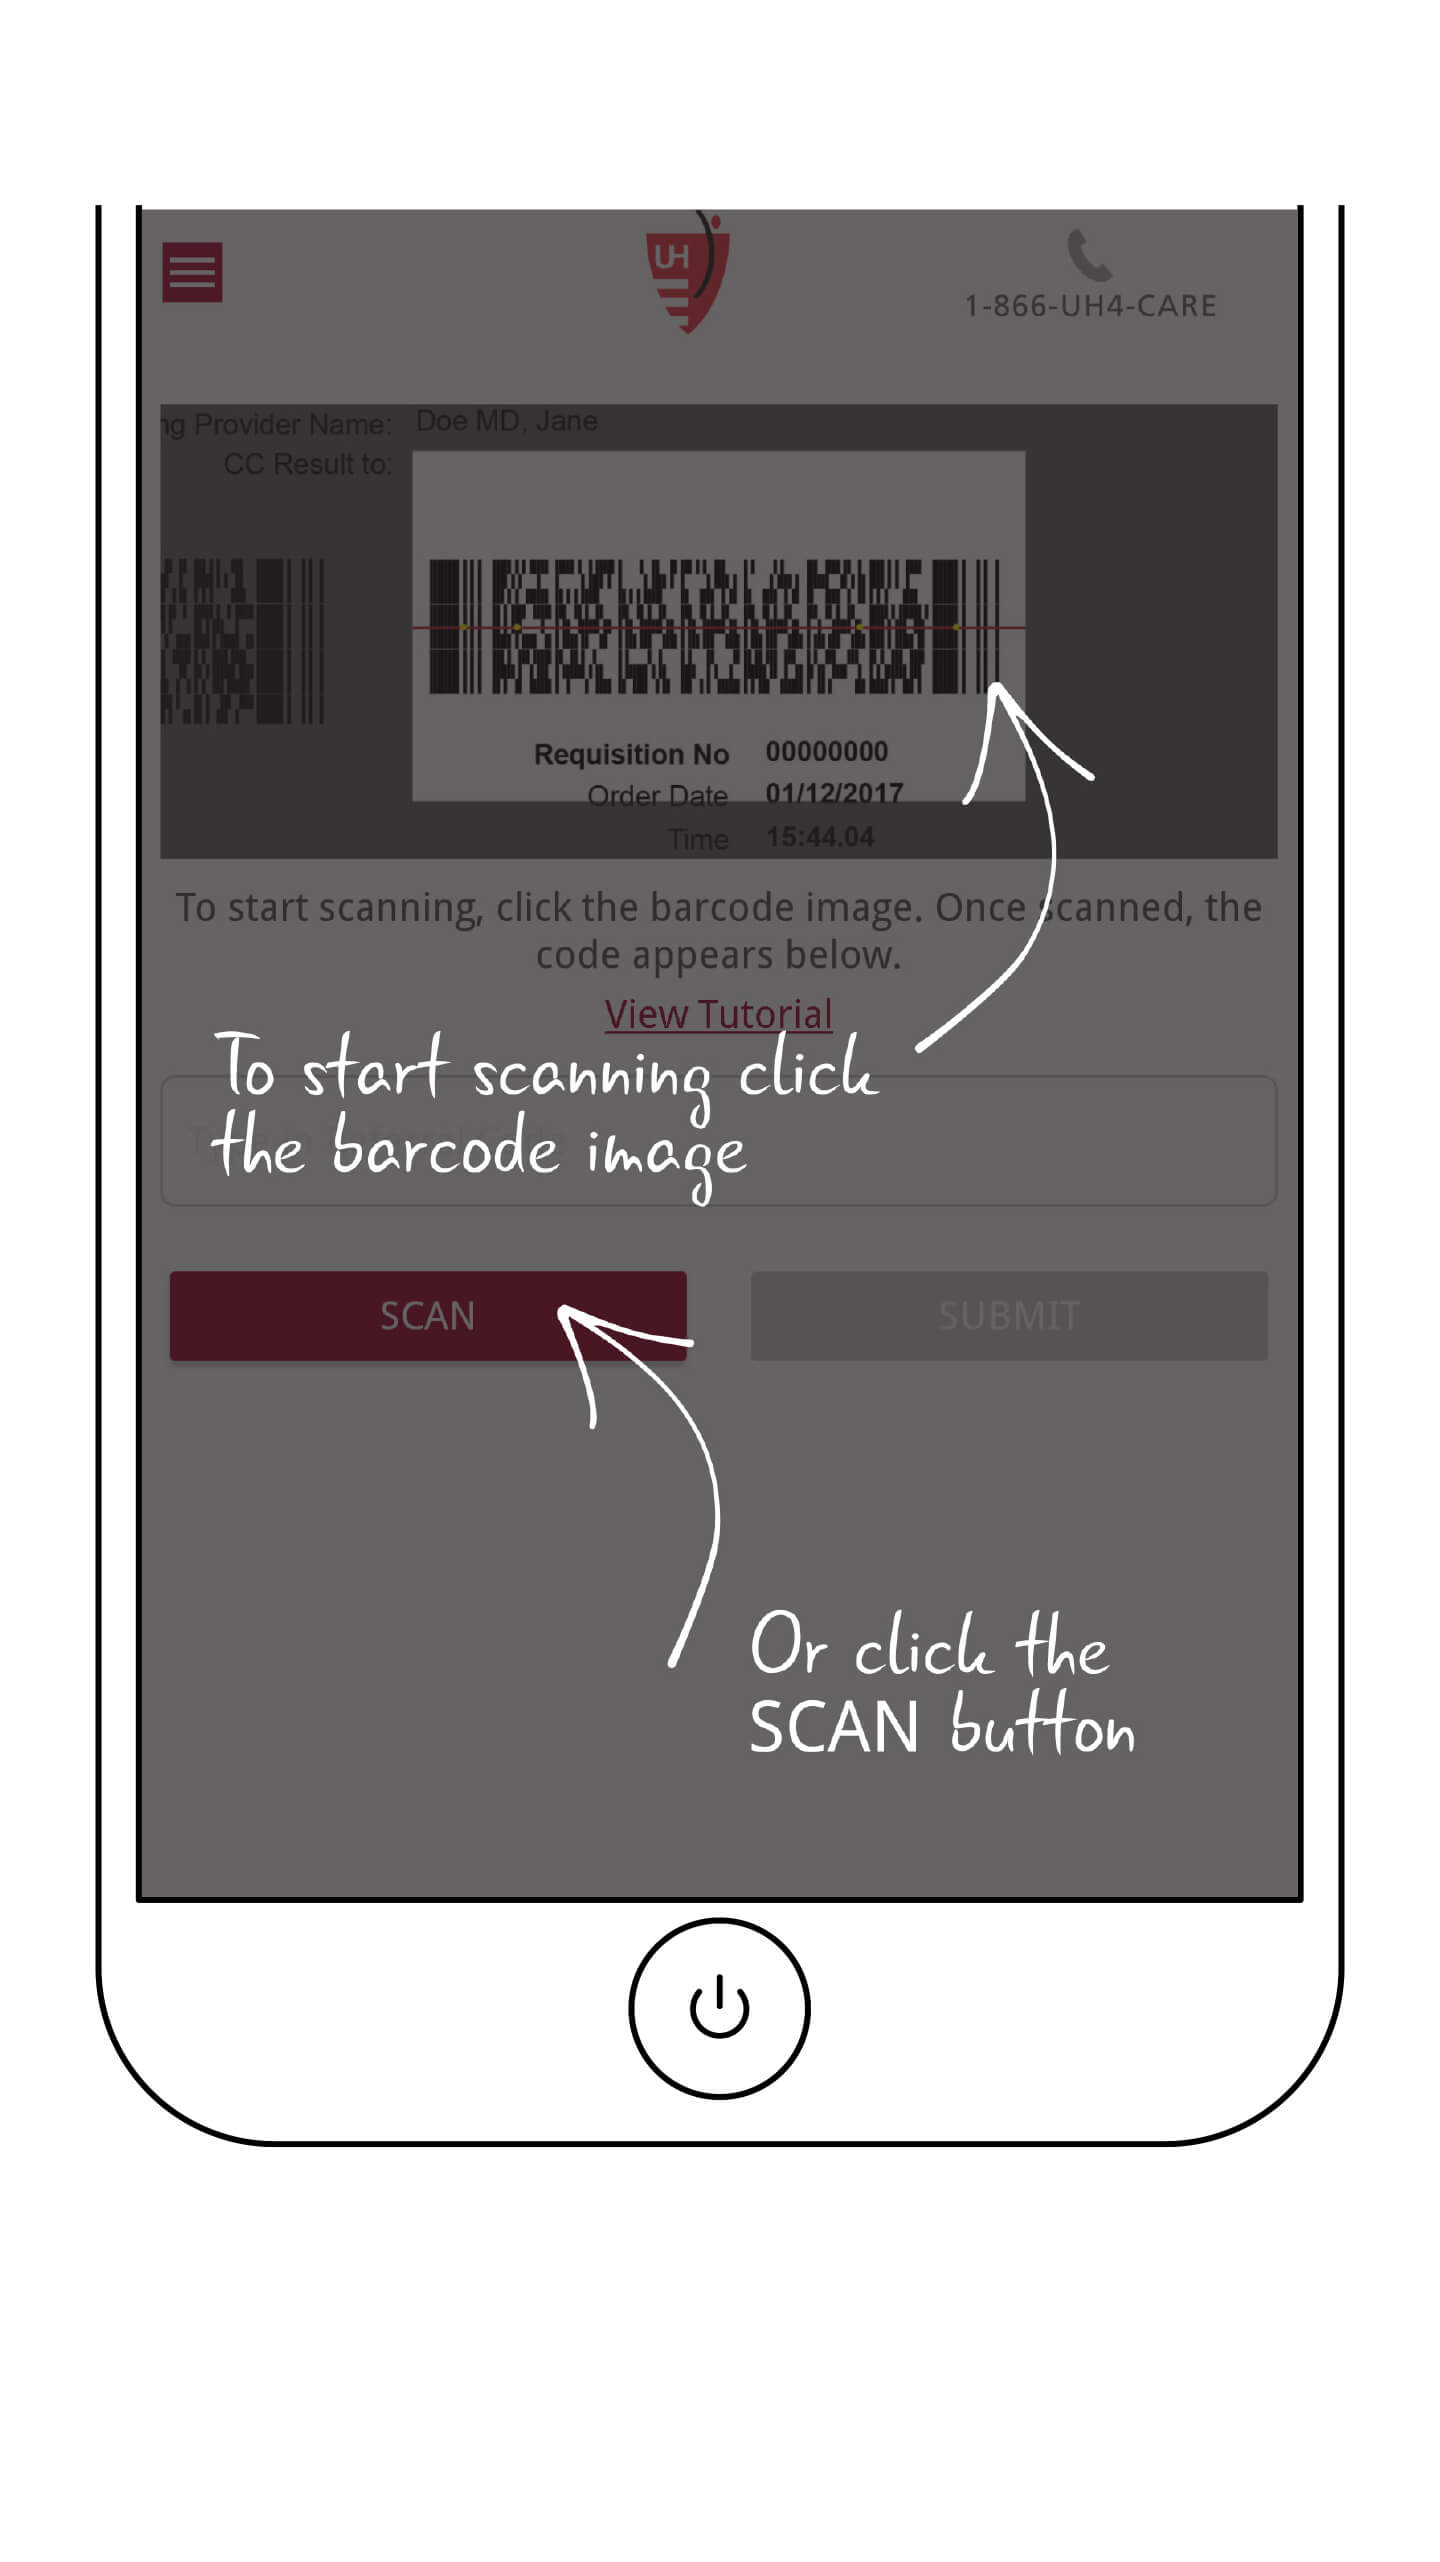 UH
1-866-UH4-CARE
ng Provider Name: Doe MD, Jane
CC Result to:
Requisition No 00000000
Order Date 01/12/2017
Time 15:44.04
To start scanning, click the barcode image. Once scanned, the
code appears below.
View Tutorial
To start scanning click
the barcode image
SCAN
SUBMIT
Or click the
SCAN button